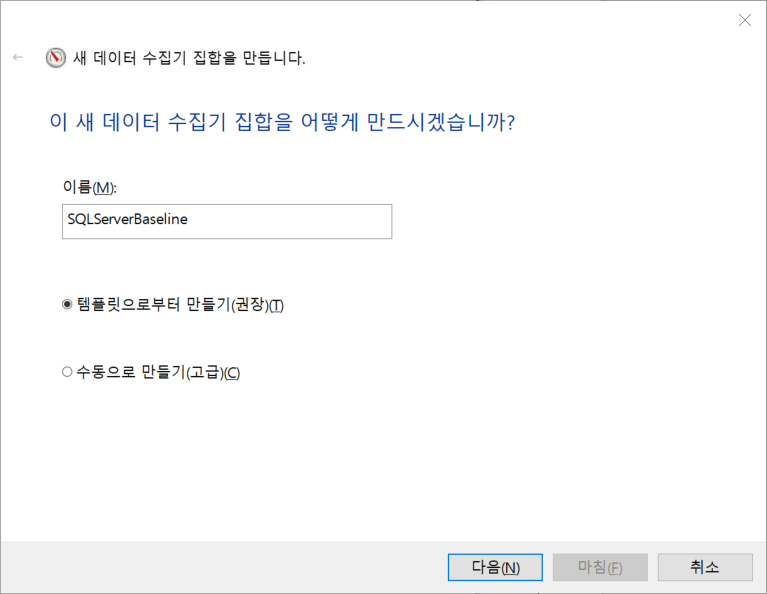 새 데이터 수집기 집합을 만듭니다.
이 새 데이터 수집기 집합을 어떻게 만드시겠습니까?
이름(M):
SQLServerBaseline
템플릿으로부터 만들기(권장)(T)
수동으로 만들기(고급)(C)
다음(N) 마침(F) 취소